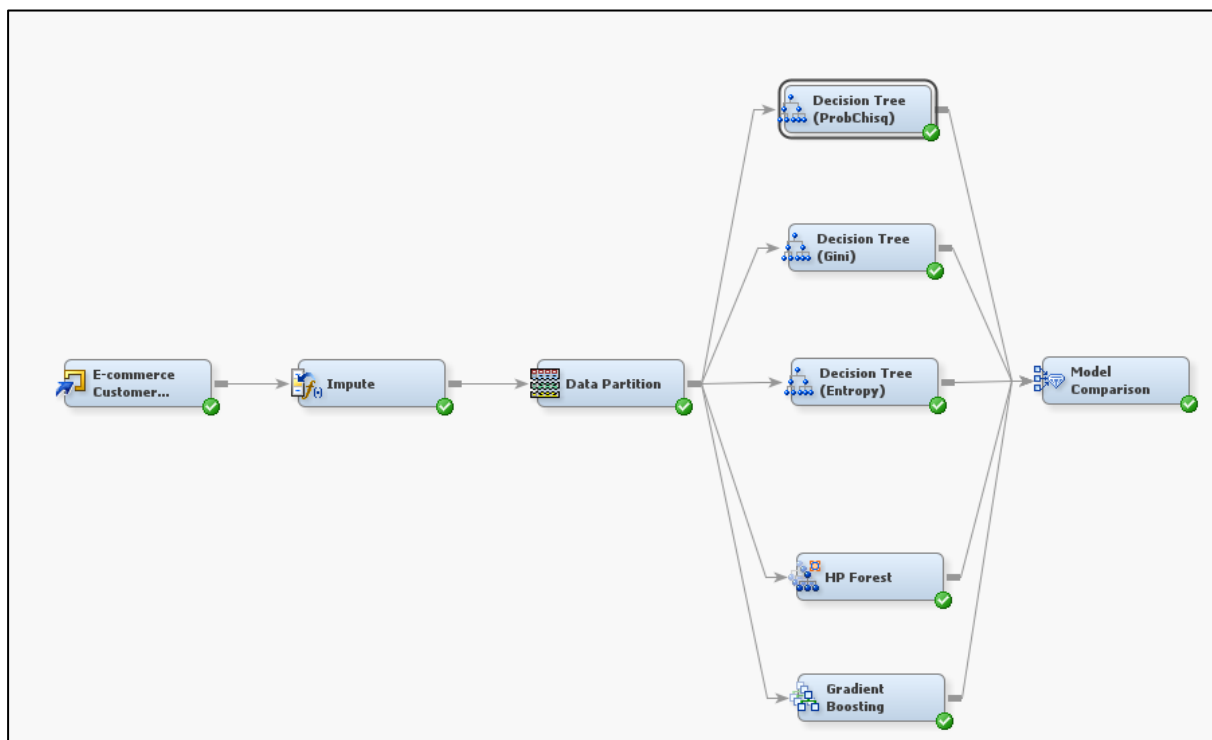 Decision Tree
(ProbChisq)
Decision Tree
(Gini)
E-commerce
Customer...
Impute
Data Partition
Decision Tree
(Entropy)
Model
Comparison
HP Forest
Gradient
Boosting